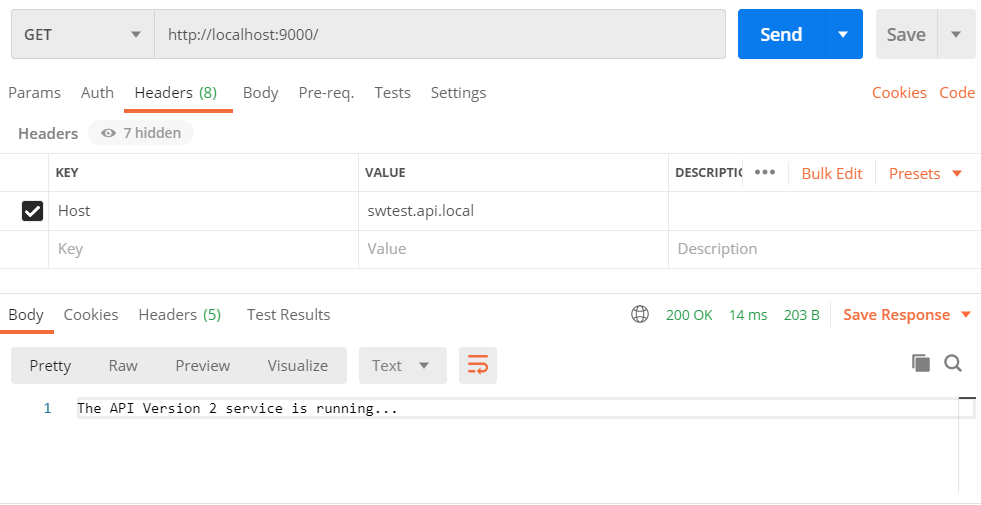 GET http://localhost:9000/ Send Save
Params Auth Headers (8) Body Pre-req. Tests Settings Cookies Code
Headers 7 hidden
KEY VALUE DESCRIPTIO ••• Bulk Edit Presets
Host swtest.api.local
Key Value Description
Body Cookies Headers (5) Test Results 200 OK 14 ms 203 B Save Response
Pretty Raw Preview Visualize Text
1 The API Version 2 service is running...